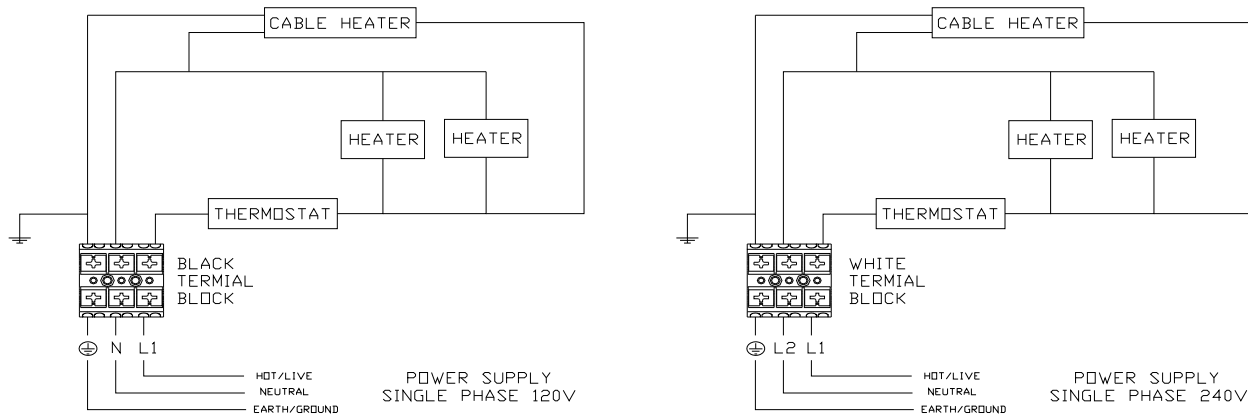 CABLE HEATER
HEATER
HEATER
THERMOSTAT
BLACK
TERMIAL
BLOCK
N L1
HOT/LIVE
NEUTRAL
EARTH/GROUND
POWER SUPPLY
SINGLE PHASE 120V
CABLE HEATER
HEATER
HEATER
THERMOSTAT
WHITE
TERMIAL
BLOCK
L2 L1
HOT/LIVE
NEUTRAL
EARTH/GROUND
POWER SUPPLY
SINGLE PHASE 240V